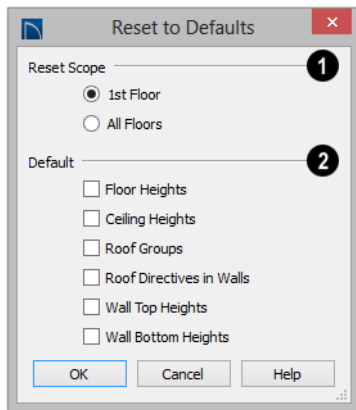 Reset to Defaults
Reset Scope
1
1st Floor
All Floors
Default
2
Floor Heights
Ceiling Heights
Roof Groups
Roof Directives in Walls
Wall Top Heights
Wall Bottom Heights
OK Cancel Help